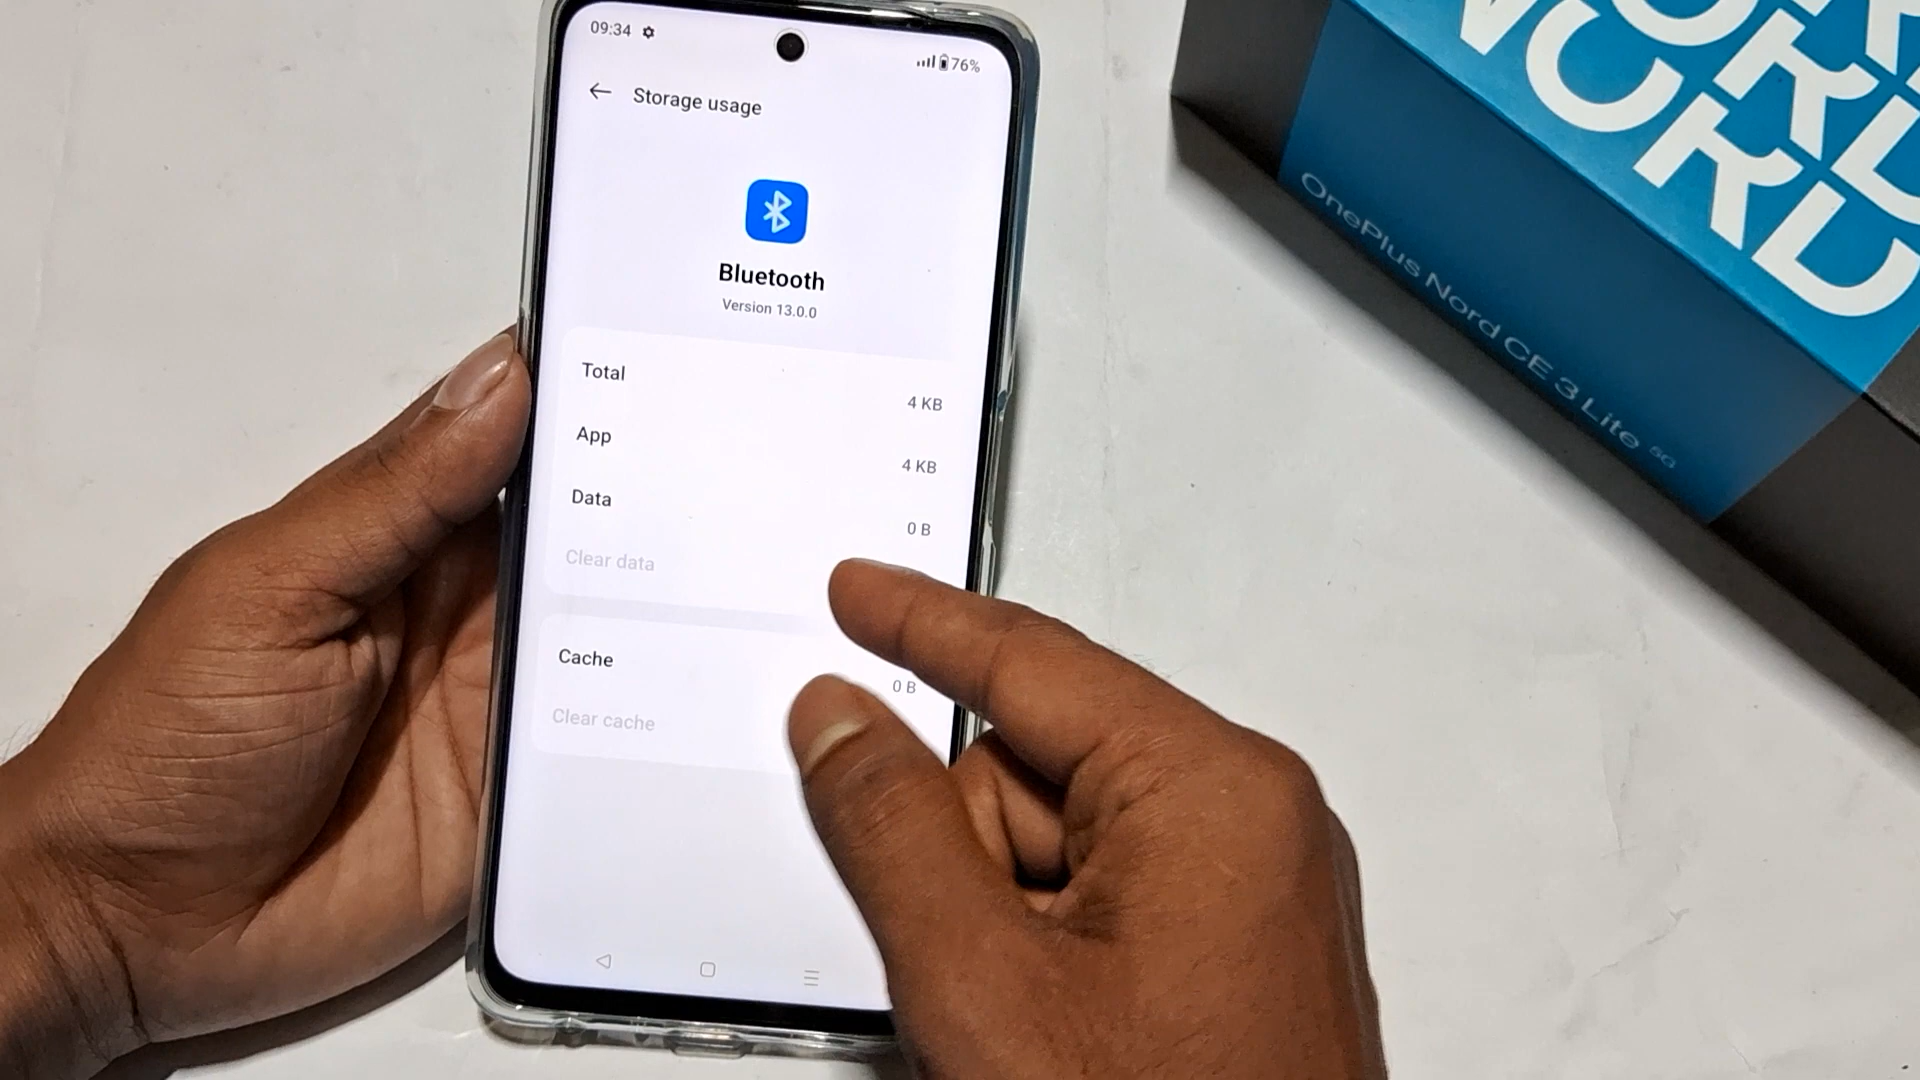 09:34
76%
Storage usage
Bluetooth
Version 13.0.0
Total
4 KB
App
4 KB
Data
0 B
Clear data
Cache
0 B
Clear cache
OnePlus Nord CE 3 Lite 5G